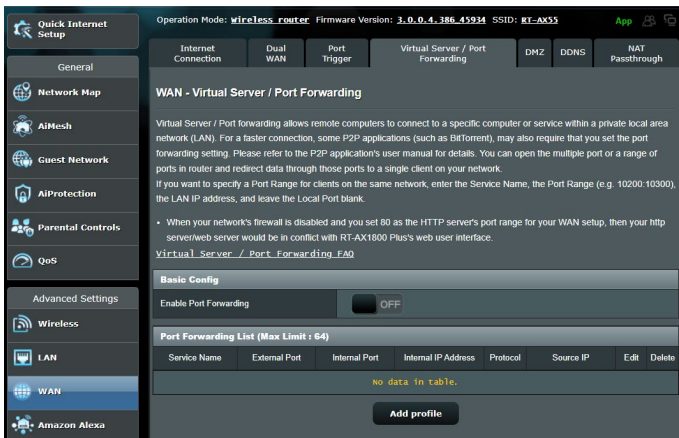 Quick Internet
Setup
Operation Mode: Wireless router Firmware Version: 3.0.0.4.386_45934 SSID: RT-AX55
App
Internet
Connection
Dual
WAN
Port
Trigger
Virtual Server / Port
Forwarding
DMZ
DDNS
NAT
Passthrough
General
Network Map
AiMesh
Guest Network
AiProtection
Parental Controls
QoS
Advanced Settings
Wireless
LAN
WAN
Amazon Alexa
WAN - Virtual Server / Port Forwarding
Virtual Server / Port forwarding allows remote computers to connect to a specific computer or service within a private local area
network (LAN). For a faster connection, some P2P applications (such as BitTorrent), may also require that you set the port
forwarding setting. Please refer to the P2P application's user manual for details. You can open the multiple port or a range of
ports in router and redirect data through those ports to a single client on your network.
If you want to specify a Port Range for clients on the same network, enter the Service Name, the Port Range (e.g. 10200:10300),
the LAN IP address, and leave the Local Port blank.
• When your network's firewall is disabled and you set 80 as the HTTP server's port range for your WAN setup, then your http
server/web server would be in conflict with RT-AX1800 Plus's web user interface.
Virtual Server / Port Forwarding FAQ
Basic Config
Enable Port Forwarding OFF
Port Forwarding List (Max Limit : 64)
Service Name External Port Internal Port Internal IP Address Protocol Source IP Edit Delete
No data in table.
Add profile